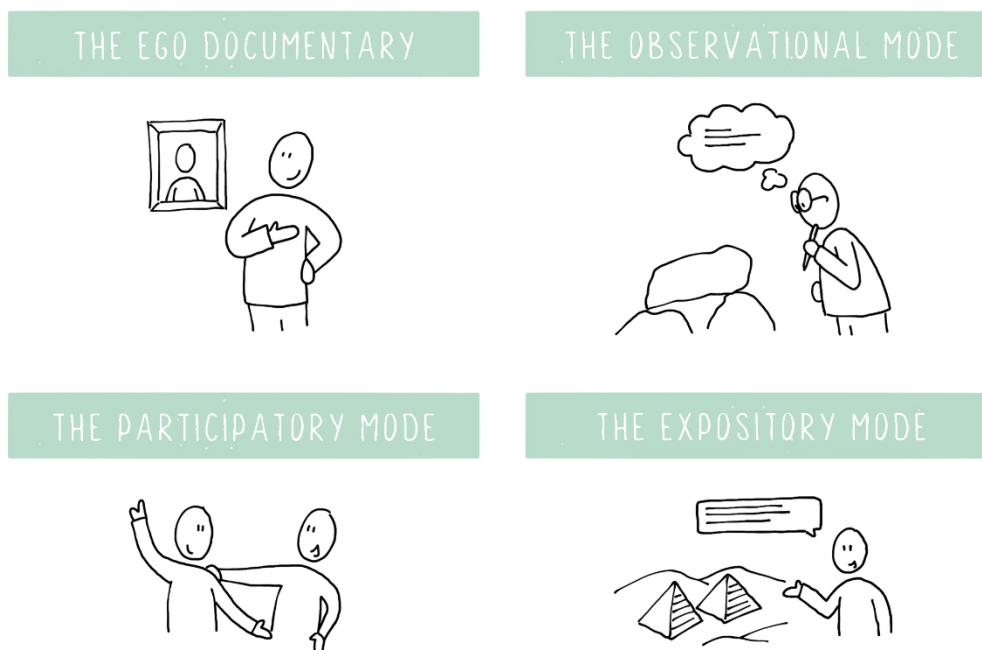 THE EGO DOCUMENTARY
THE OBSERVATIONAL MODE
THE PARTICIPATORY MODE
THE EXPOSITORY MODE